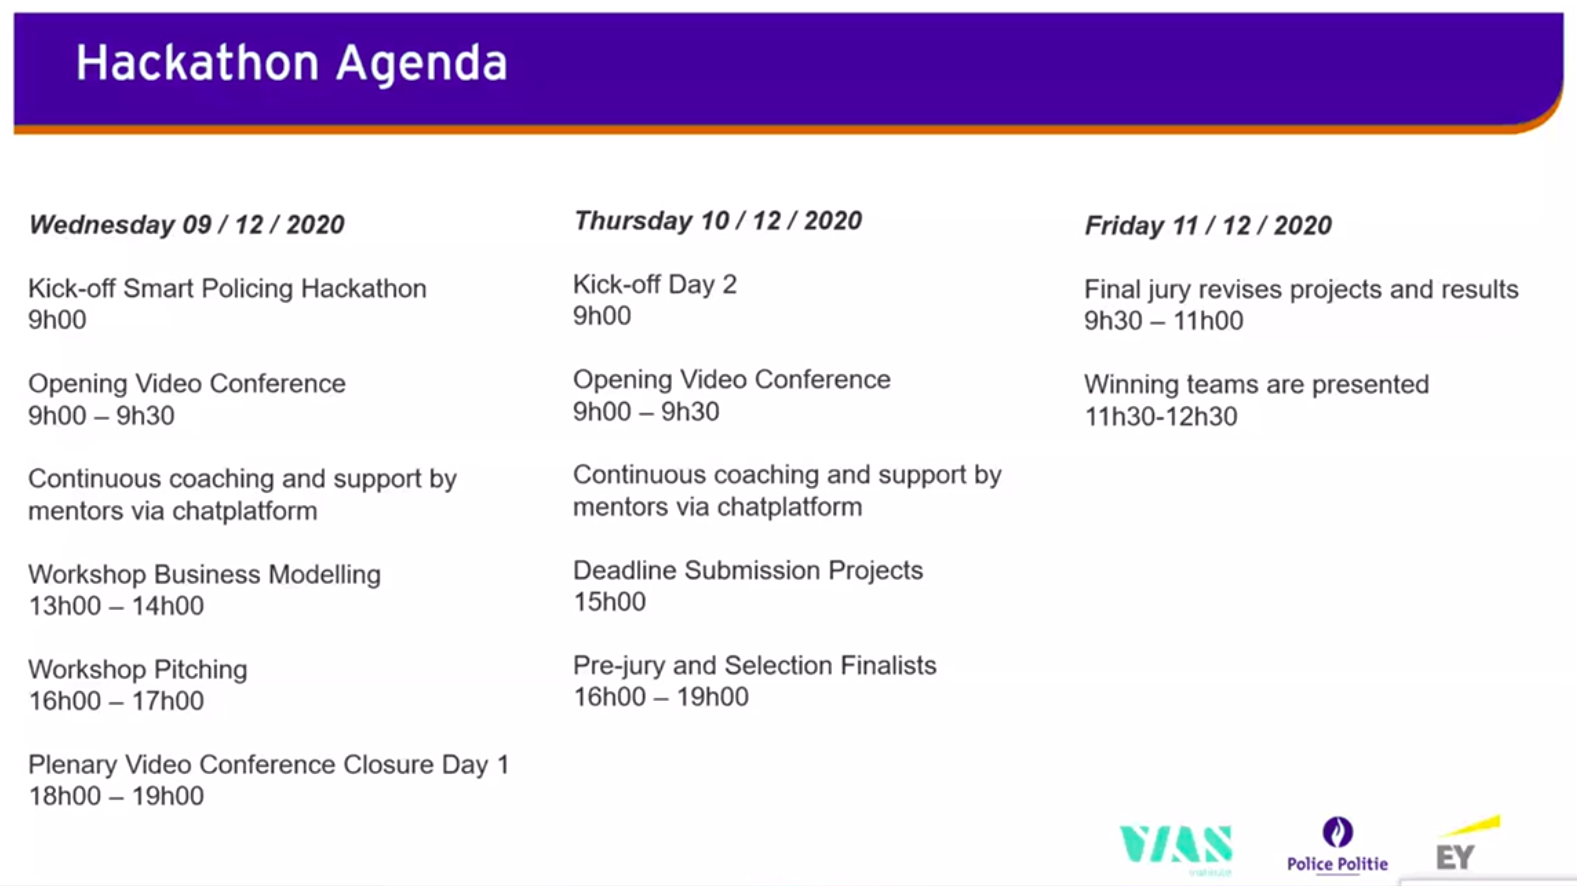 Hackathon Agenda
Wednesday 09 / 12 / 2020
Kick-off Smart Policing Hackathon
9h00
Opening Video Conference
9h00 – 9h30
Continuous coaching and support by
mentors via chatplatform
Workshop Business Modelling
13h00 – 14h00
Workshop Pitching
16h00 – 17h00
Plenary Video Conference Closure Day 1
18h00 – 19h00
Thursday 10 / 12 / 2020
Kick-off Day 2
9h00
Opening Video Conference
9h00 – 9h30
Continuous coaching and support by
mentors via chatplatform
Deadline Submission Projects
15h00
Pre-jury and Selection Finalists
16h00 – 19h00
Friday 11 / 12 / 2020
Final jury revises projects and results
9h30 – 11h00
Winning teams are presented
11h30-12h30
VIAS
institute
Police Politie
EY